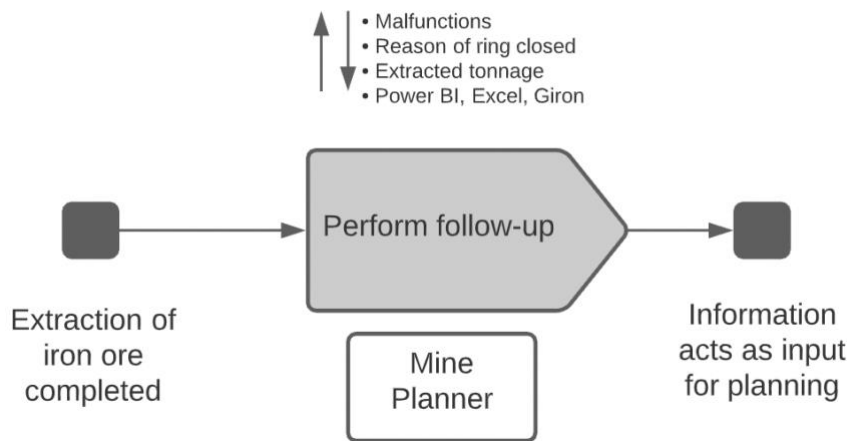 • Malfunctions
• Reason of ring closed
• Extracted tonnage
• Power BI, Excel, Giron
Perform follow-up
Extraction of
iron ore
completed
Mine
Planner
Information
acts as input
for planning